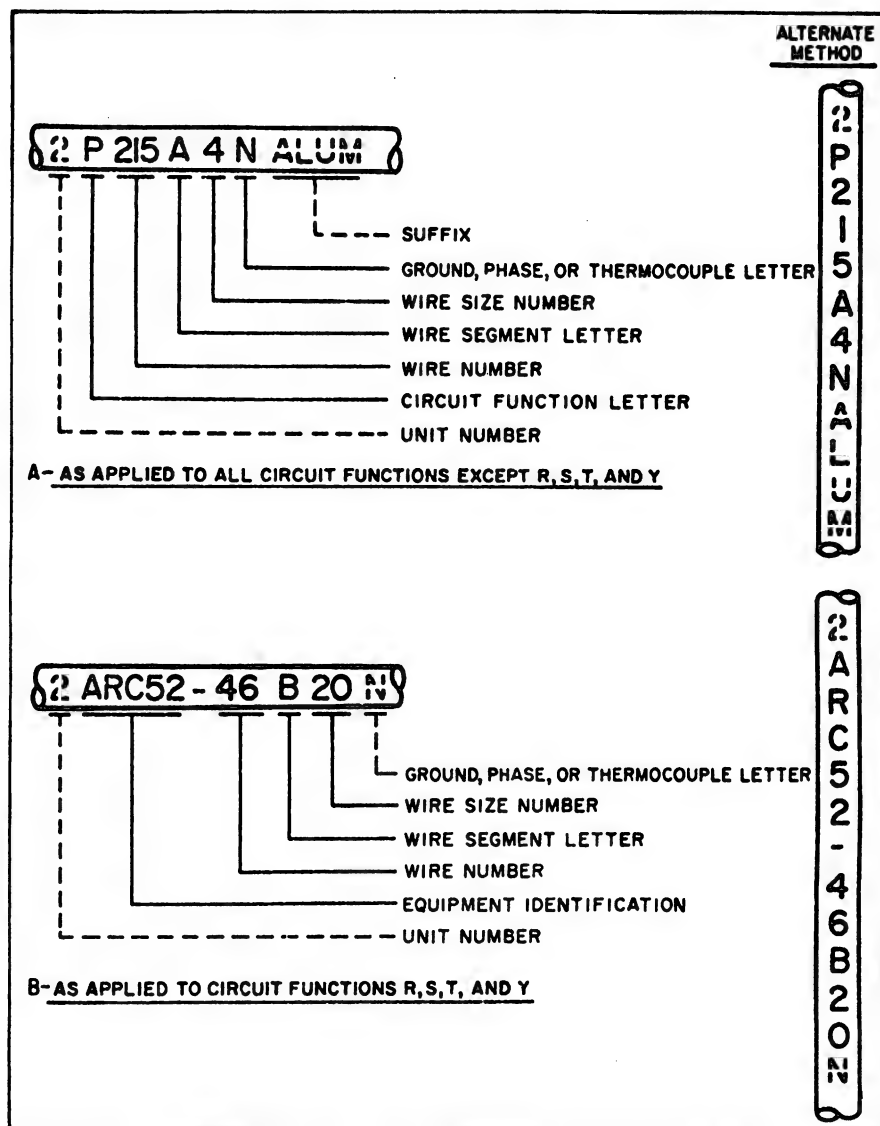 ALTERNATE
METHOD
2 P 215 A 4 N ALUM
SUFFIX
GROUND, PHASE, OR THERMOCOUPLE LETTER
WIRE SIZE NUMBER
WIRE SEGMENT LETTER
WIRE NUMBER
CIRCUIT FUNCTION LETTER
UNIT NUMBER
A- AS APPLIED TO ALL CIRCUIT FUNCTIONS EXCEPT R, S, T, AND Y
2
P
2
1
5
A
4
N
A
L
U
M
2 ARC52 - 46 B 20 N
GROUND, PHASE, OR THERMOCOUPLE LETTER
WIRE SIZE NUMBER
WIRE SEGMENT LETTER
WIRE NUMBER
EQUIPMENT IDENTIFICATION
UNIT NUMBER
B- AS APPLIED TO CIRCUIT FUNCTIONS R, S, T, AND Y
2
A
R
C
5
2
-
4
6
B
2
0
N